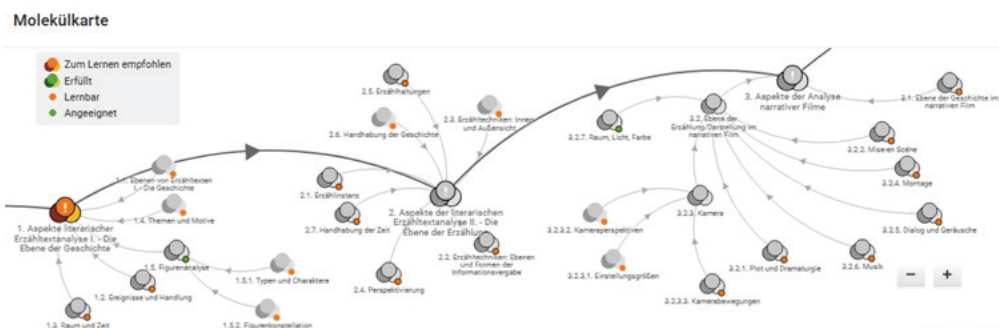 Molekülkarte
Zum Lernen empfohlen
Erfüllt
Lernbar
Angeeignet
1.1. Ebenen von Erzähltexten
I.- Die Geschichte
1.4. Themen und Motive
1. Aspekte literarischer
Erzähltextanalyse I. - Die
Ebene der Geschichte
1.5. Figurenanalyse
1.5.1. Typen und Charaktere
1.2. Ereignisse und Handlung
1.3. Raum und Zeit
1.5.2. Figurenkonstellation
2.5. Erzählhaltungen
2.3. Erzähltechniken: Innen
und Außensicht
2.6. Handhabung der Geschichte
2.1. Erzählinstanz
2.7. Handhabung der Zeit
2. Aspekte der literarischen
Erzähltextanalyse II. - Die
Ebene der Erzählung
2.2. Erzähltechniken: Ebenen
und Formen der
Informationsvergabe
2.4. Perspektivierung
3. Aspekte der Analyse
narrativer Filme
3.1. Ebene der Geschichte im
narrativen Film
3.2. Ebene der
Erzählung/Darstellung im
narrativen Film
3.2.7. Raum, Licht, Farbe
3.2.2. Mise-en Scéne
3.2.4. Montage
3.2.3. Kamera
3.2.3.2. Kameraperspektiven
3.2.5. Dialog und Geräusche
3.2.3.1. Einstellungsgrößen
3.2.1. Plot und Dramaturgie
3.2.6. Musik
3.2.3.3. Kamerabewegungen
− +